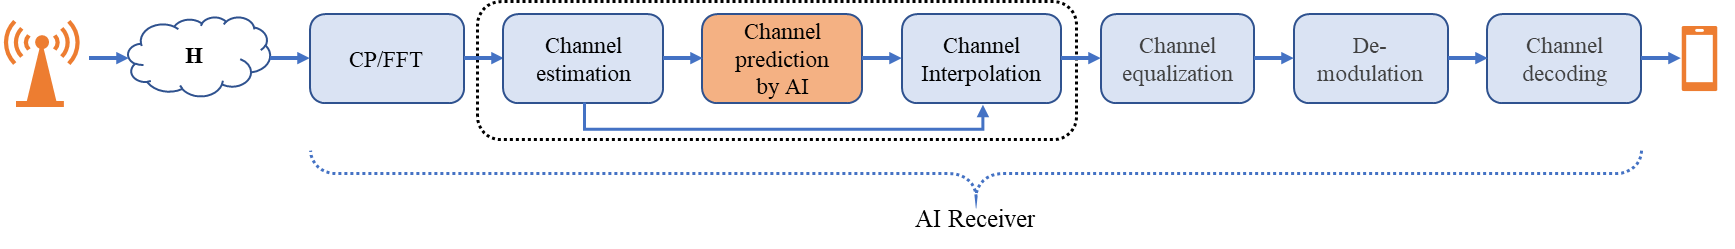 H
CP/FFT
Channel
estimation
Channel
prediction
by AI
Channel
Interpolation
Channel
equalization
De-
modulation
Channel
decoding
AI Receiver